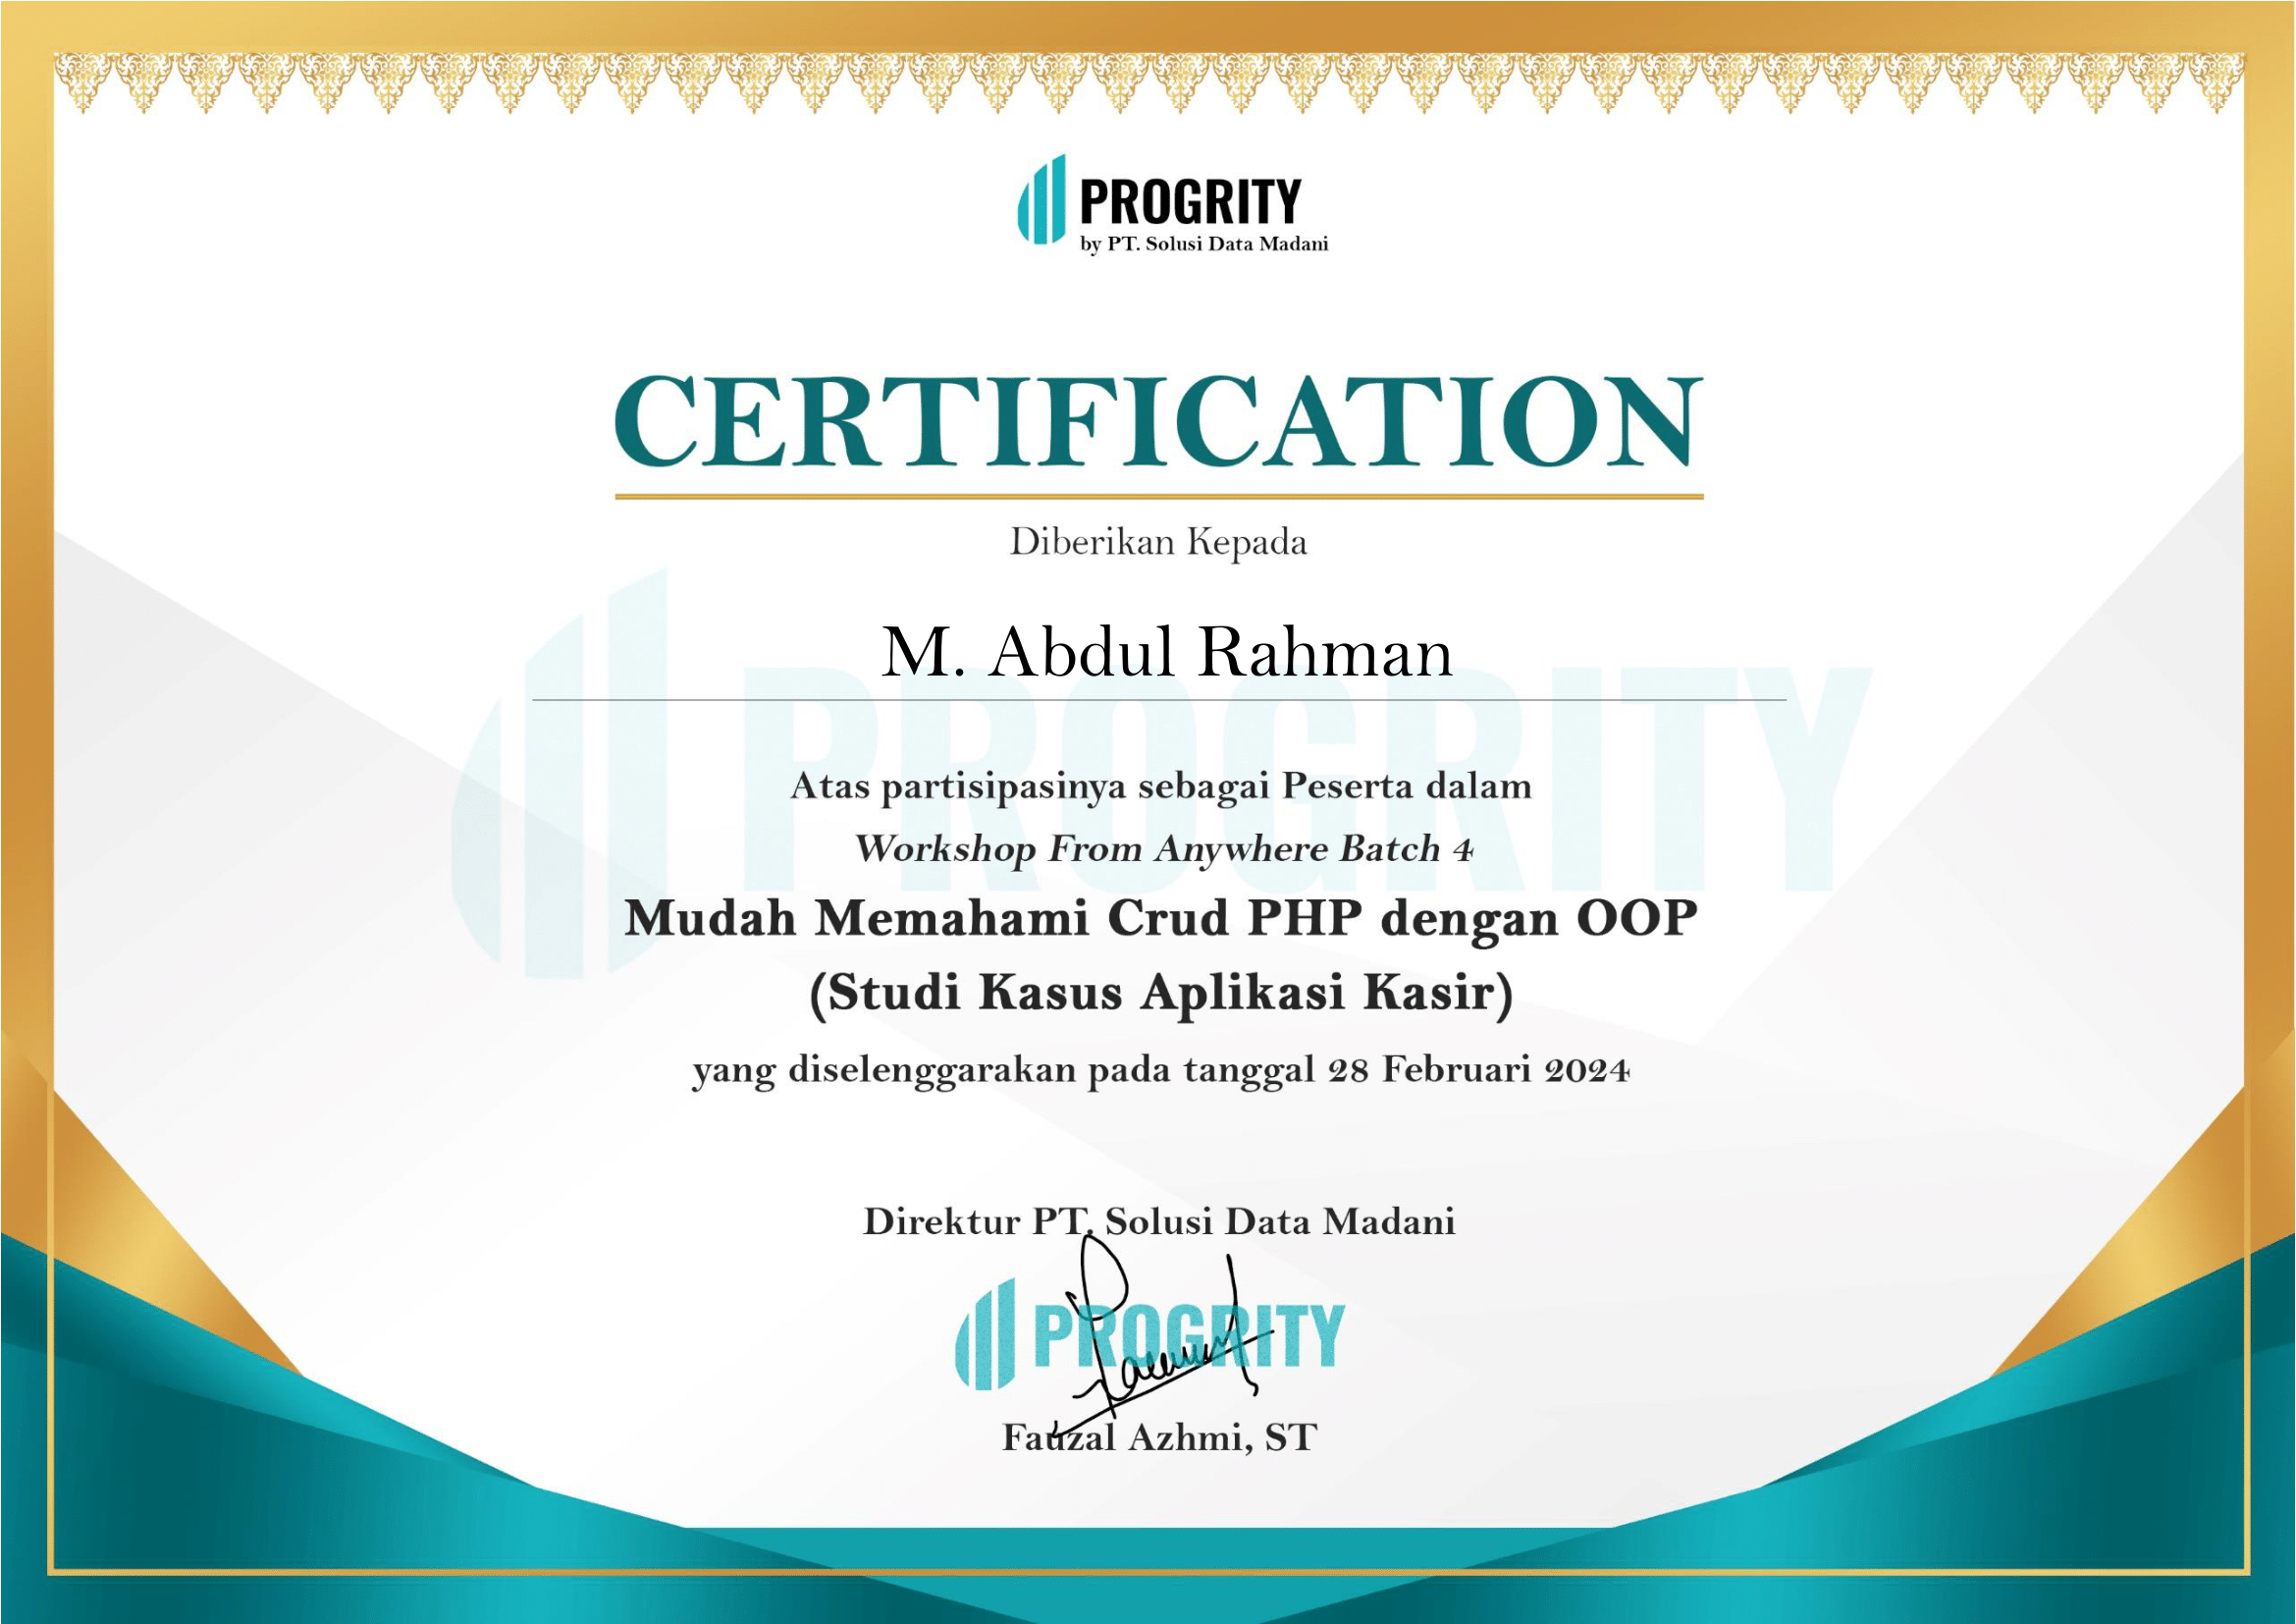 PROGRITY
by PT. Solusi Data Madani
CERTIFICATION
Diberikan Kepada
M. Abdul Rahman
PROGRITY
Atas partisipasinya sebagai Peserta dalam
Workshop From Anywhere Batch 4
Mudah Memahami Crud PHP dengan OOP
(Studi Kasus Aplikasi Kasir)
yang diselenggarakan pada tanggal 28 Februari 2024
Direktur PT. Solusi Data Madani
PROGRITY
Fauzal Azhmi, ST